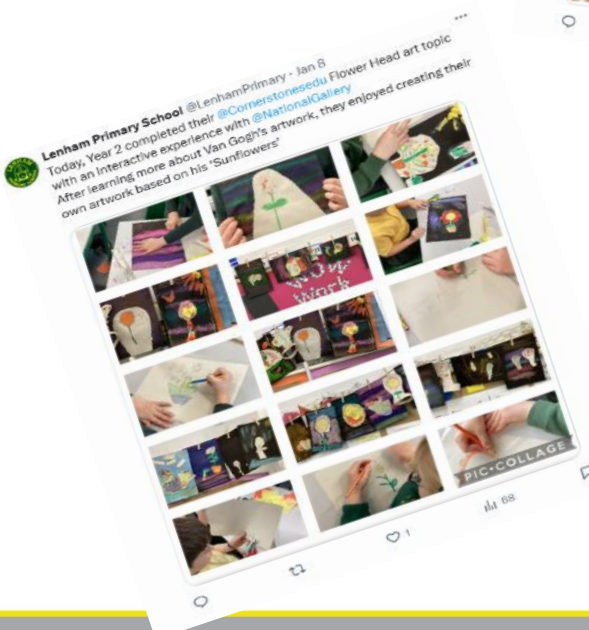 Lenham Primary School @LenhamPrimary · Jan 8
Today, Year 2 completed their @Cornerstonesedu Flower Head art topic
with an interactive experience with @NationalGallery
After learning more about Van Gogh's artwork, they enjoyed creating their
own artwork based on his 'Sunflowers'
WOW
Work
PIC•COLLAGE
1
68